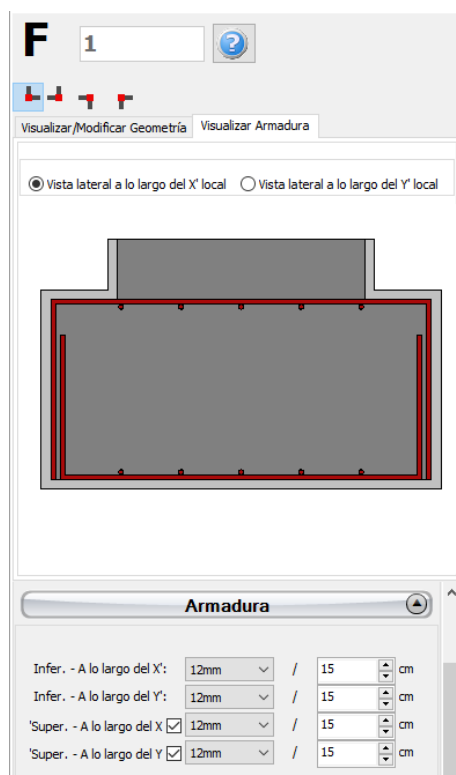 F 1
Visualizar/Modificar Geometría Visualizar Armadura
Vista lateral a lo largo del X' local Vista lateral a lo largo del Y' local
Armadura
Infer. - A lo largo del X': 12mm / 15 cm
Infer. - A lo largo del Y': 12mm / 15 cm
'Super. - A lo largo del X 12mm / 15 cm
'Super. - A lo largo del Y 12mm / 15 cm